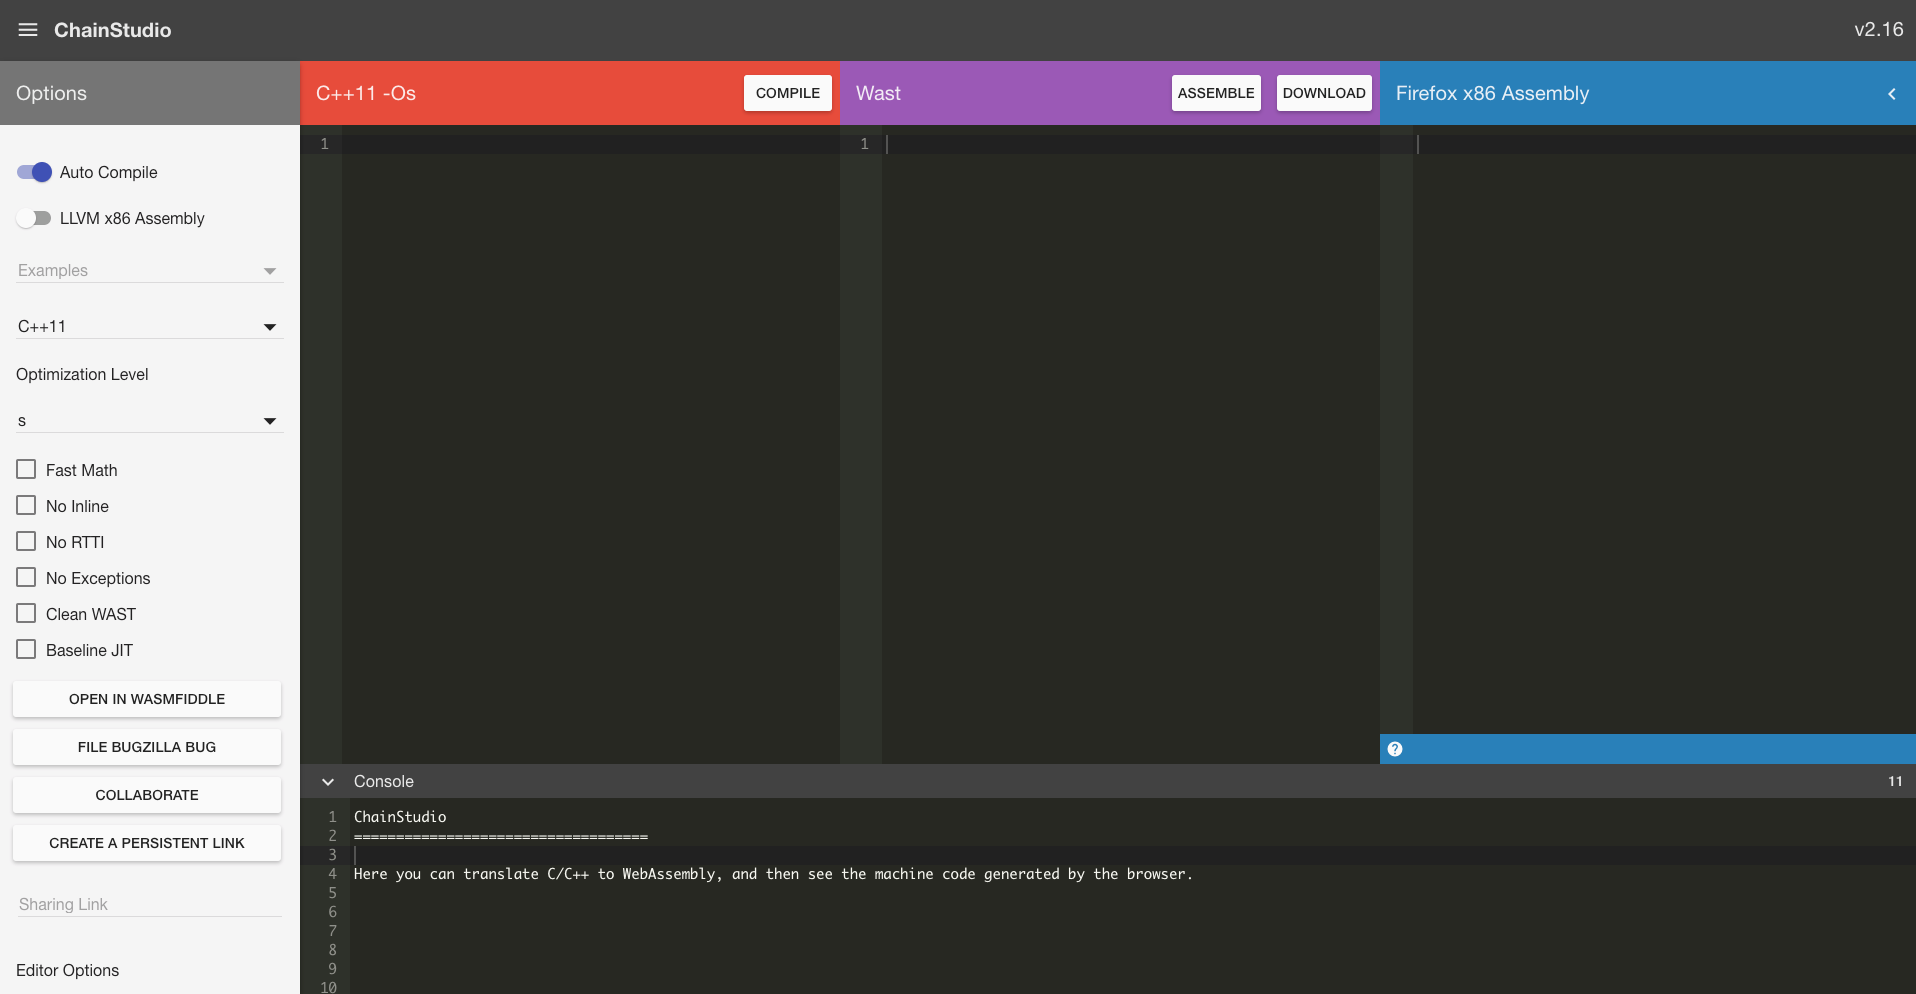 ChainStudio
v2.16
Options
C++11 -Os
COMPILE
Wast
ASSEMBLE
DOWNLOAD
Firefox x86 Assembly
Auto Compile
LLVM x86 Assembly
Examples
C++11
Optimization Level
s
Fast Math
No Inline
No RTTI
No Exceptions
Clean WAST
Baseline JIT
OPEN IN WASMFIDDLE
FILE BUGZILLA BUG
COLLABORATE
CREATE A PERSISTENT LINK
Sharing Link
Editor Options
1
1
?
Console
11
1 ChainStudio
2 ===================================
3
4 Here you can translate C/C++ to WebAssembly, and then see the machine code generated by the browser.
5
6
7
8
9
10